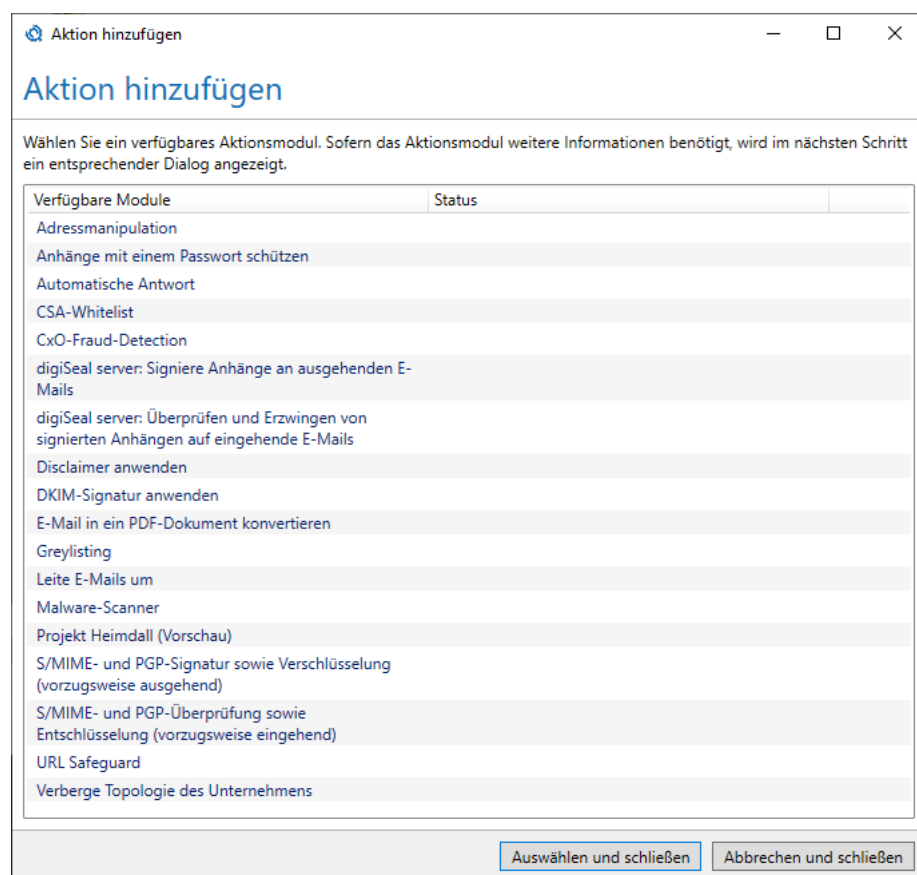 Aktion hinzufügen
Aktion hinzufügen
Wählen Sie ein verfügbares Aktionsmodul. Sofern das Aktionsmodul weitere Informationen benötigt, wird im nächsten Schritt
ein entsprechender Dialog angezeigt.
Verfügbare Module Status
Adressmanipulation
Anhänge mit einem Passwort schützen
Automatische Antwort
CSA-Whitelist
CxO-Fraud-Detection
digiSeal server: Signiere Anhänge an ausgehenden E-
Mails
digiSeal server: Überprüfen und Erzwingen von
signierten Anhängen auf eingehende E-Mails
Disclaimer anwenden
DKIM-Signatur anwenden
E-Mail in ein PDF-Dokument konvertieren
Greylisting
Leite E-Mails um
Malware-Scanner
Projekt Heimdall (Vorschau)
S/MIME- und PGP-Signatur sowie Verschlüsselung
(vorzugsweise ausgehend)
S/MIME- und PGP-Überprüfung sowie
Entschlüsselung (vorzugsweise eingehend)
URL Safeguard
Verberge Topologie des Unternehmens
Auswählen und schließen Abbrechen und schließen